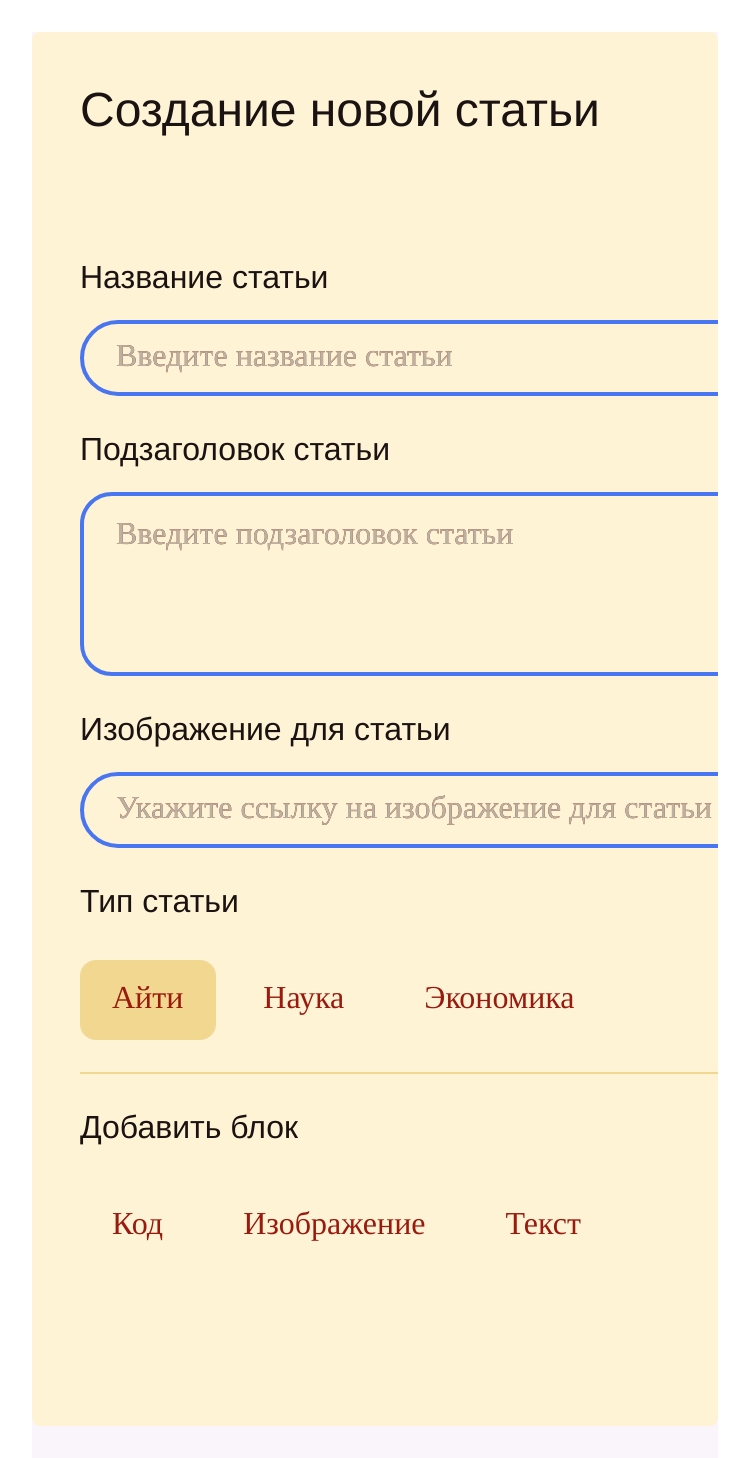 Создание новой статьи
Название статьи
Введите название статьи
Подзаголовок статьи
Введите подзаголовок статьи
Изображение для статьи
Укажите ссылку на изображение для статьи
Тип статьи
Айти Наука Экономика
Добавить блок
Код Изображение Текст